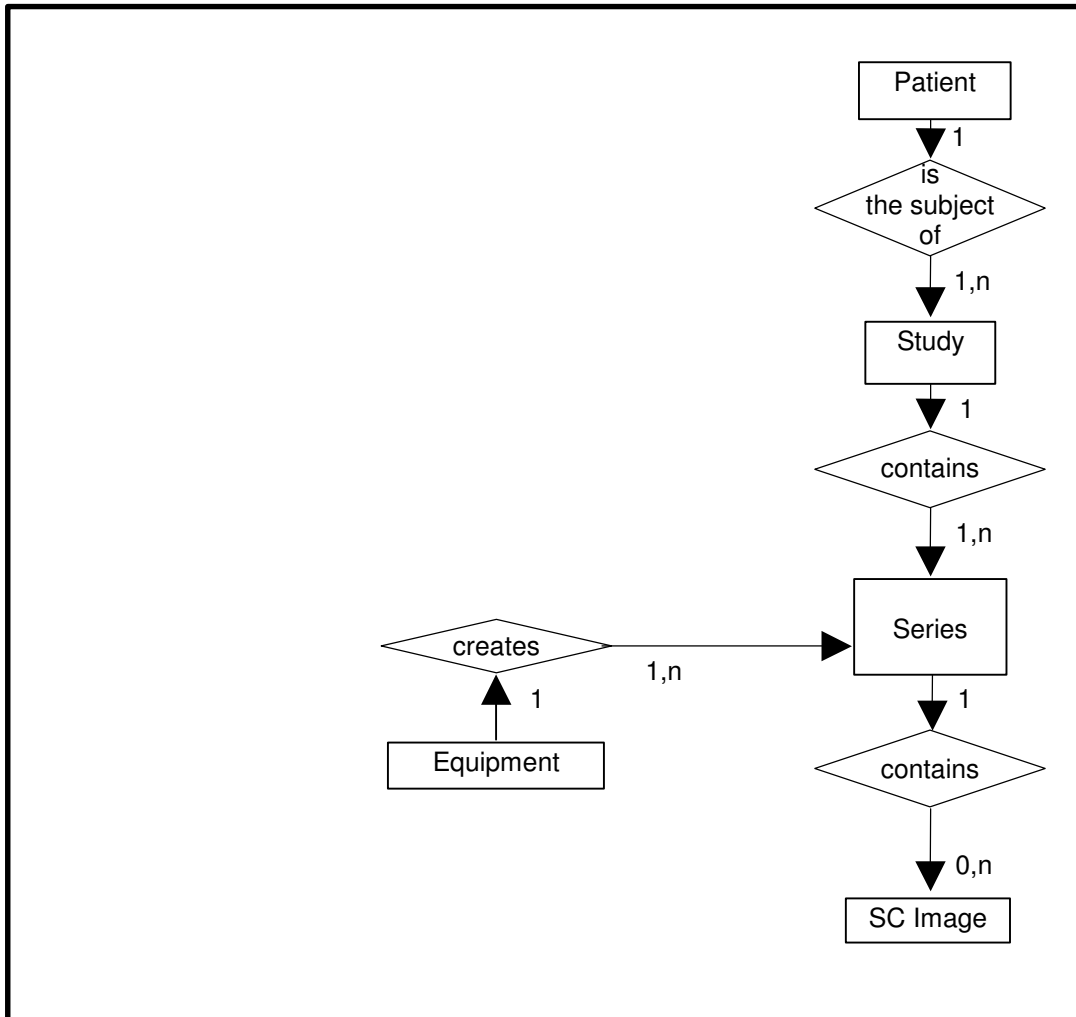 Patient
1
is
the subject
of
1,n
Study
1
contains
1,n
Series
creates
1,n
1
1
Equipment
contains
0,n
SC Image